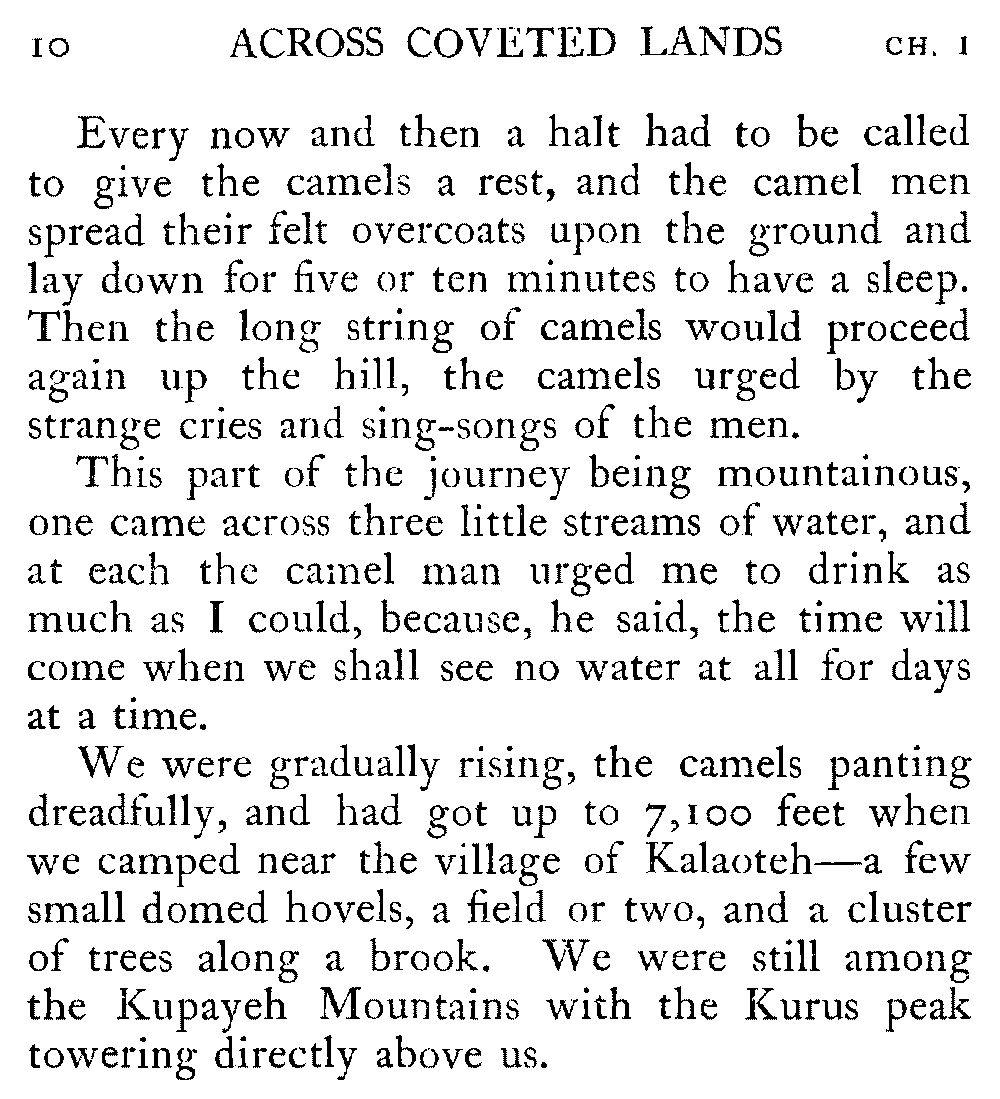 10 ACROSS COVETED LANDS CH. I
Every now and then a halt had to be called
to give the camels a rest, and the camel men
spread their felt overcoats upon the ground and
lay down for five or ten minutes to have a sleep.
Then the long string of camels would proceed
again up the hill, the camels urged by the
strange cries and sing-songs of the men.
This part of the journey being mountainous,
one came across three little streams of water, and
at each the camel man urged me to drink as
much as I could, because, he said, the time will
come when we shall see no water at all for days
at a time.
We were gradually rising, the camels panting
dreadfully, and had got up to 7,100 feet when
we camped near the village of Kalaoteh—a few
small domed hovels, a field or two, and a cluster
of trees along a brook. We were still among
the Kupayeh Mountains with the Kurus peak
towering directly above us.